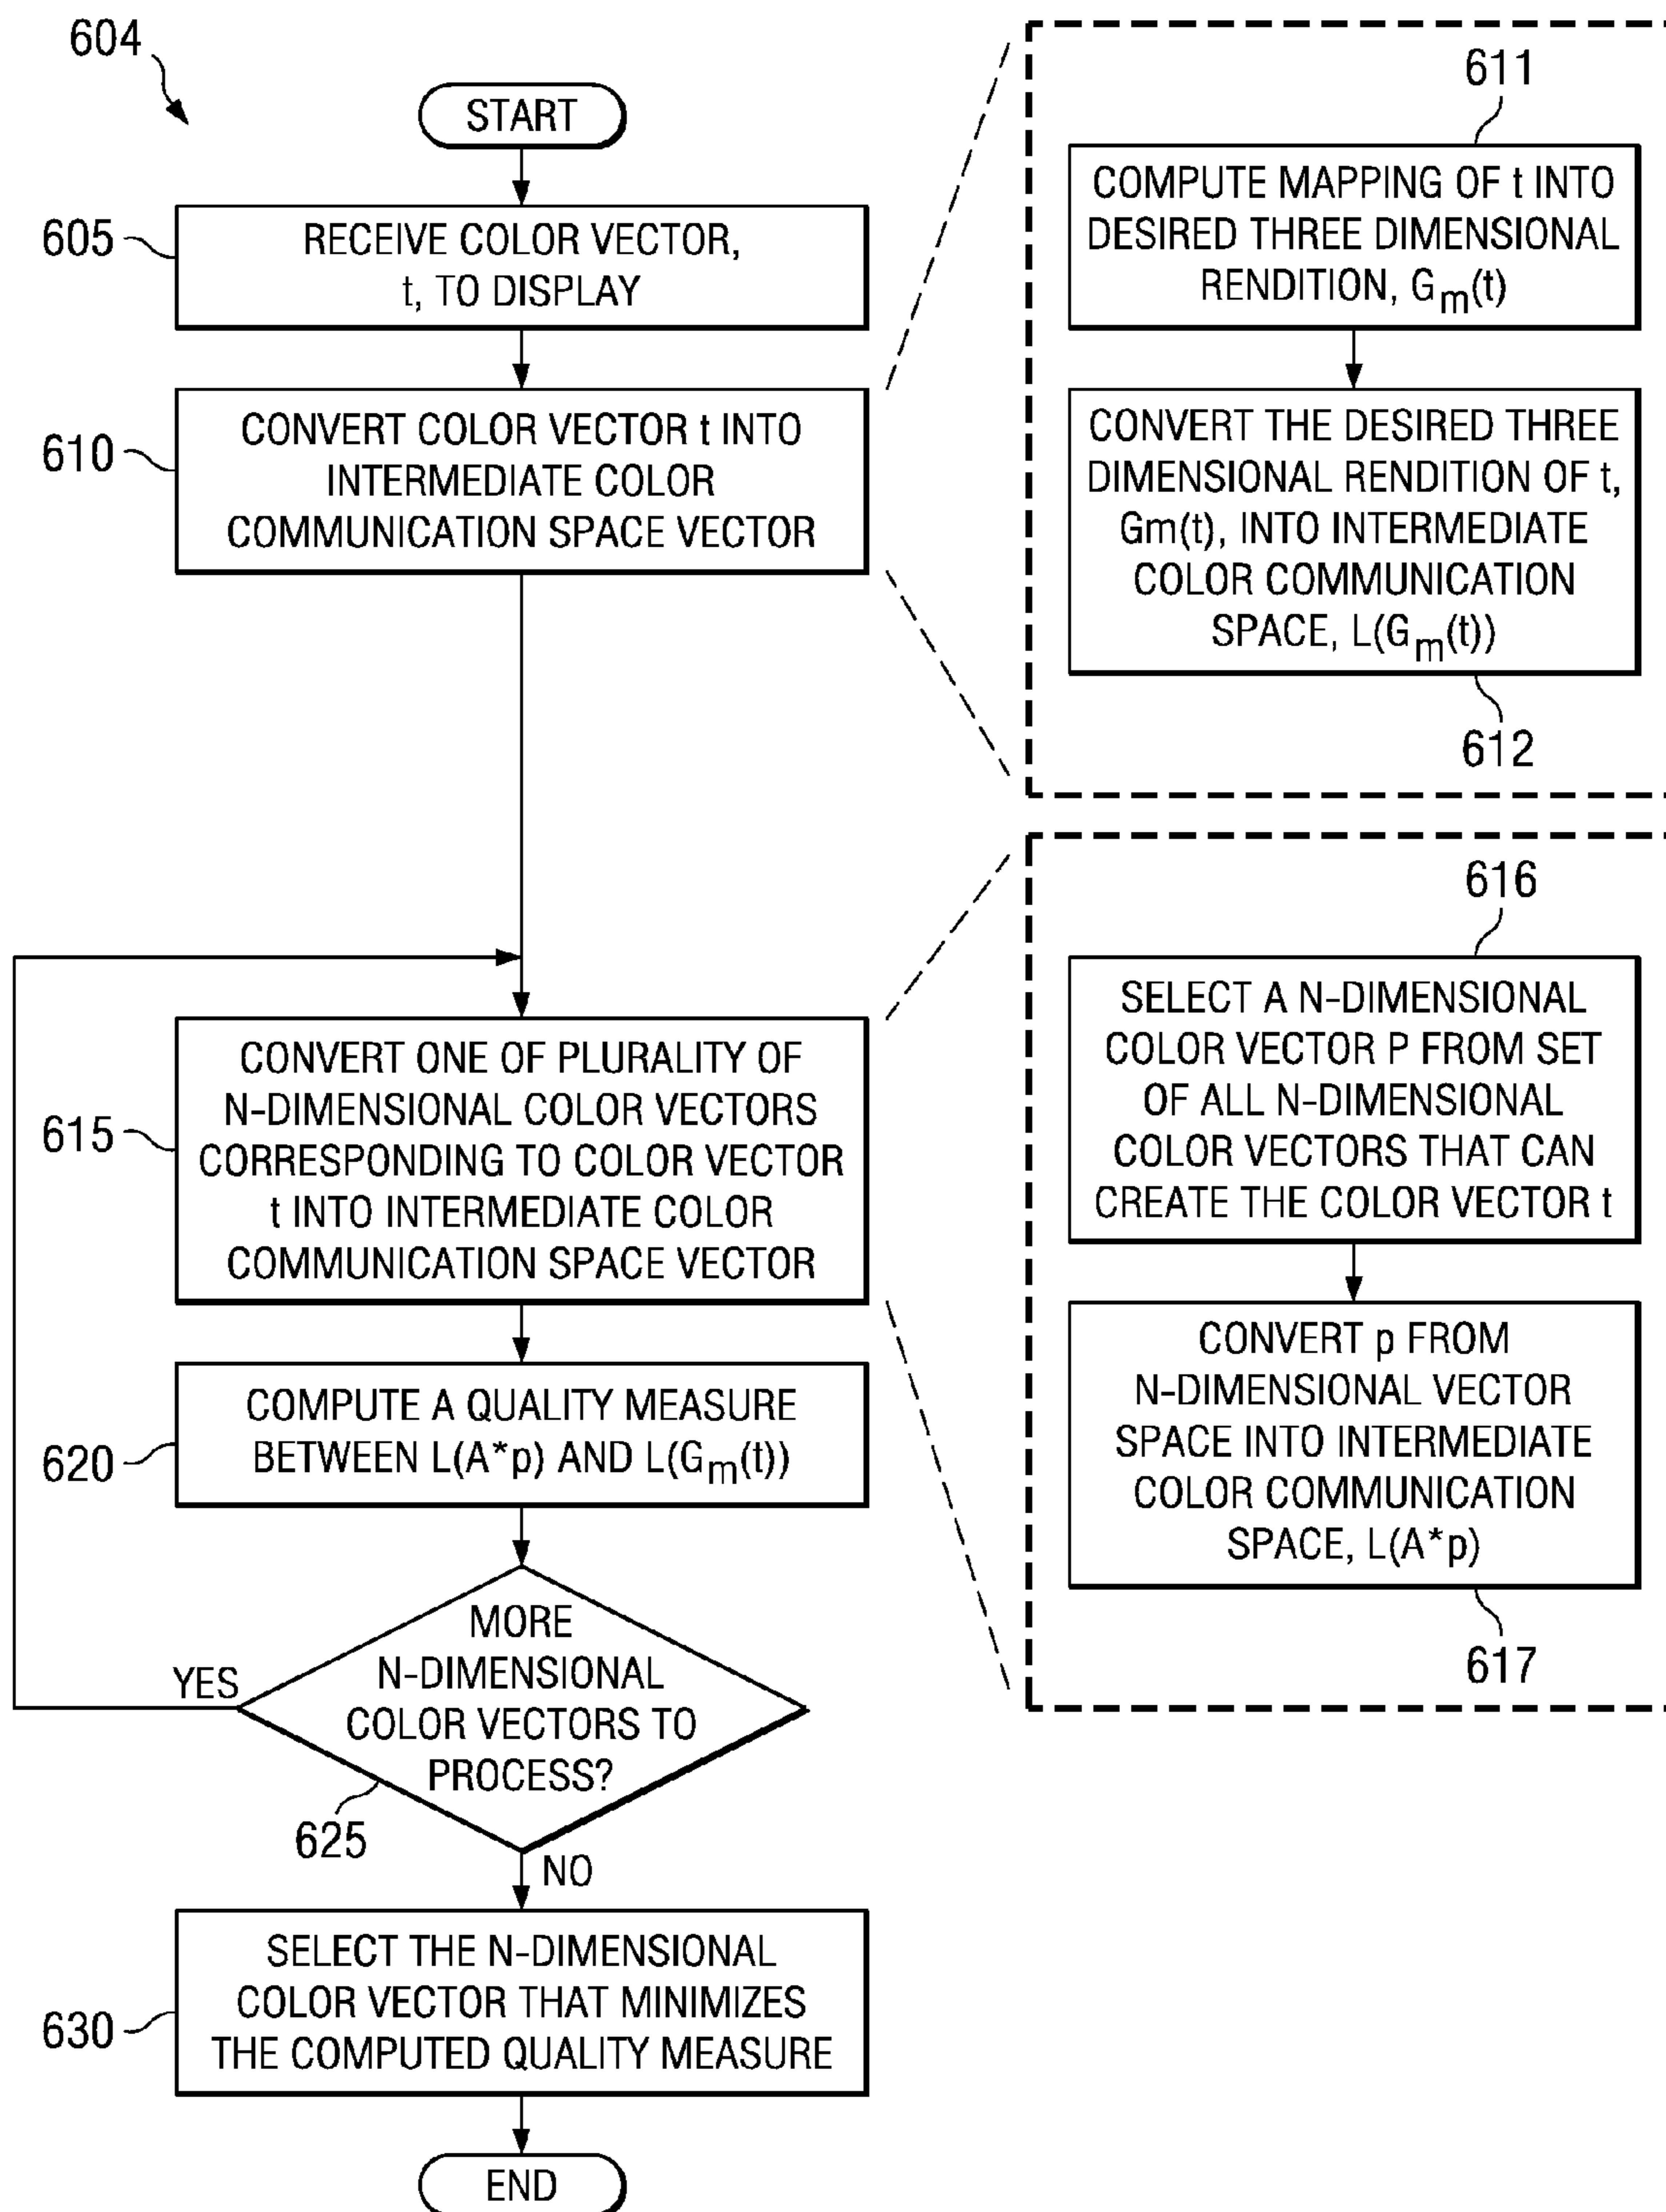 604
START
605
RECEIVE COLOR VECTOR,
t, TO DISPLAY
610
CONVERT COLOR VECTOR t INTO
INTERMEDIATE COLOR
COMMUNICATION SPACE VECTOR
611
COMPUTE MAPPING OF t INTO
DESIRED THREE DIMENSIONAL
RENDITION, Gm(t)
CONVERT THE DESIRED THREE
DIMENSIONAL RENDITION OF t,
Gm(t), INTO INTERMEDIATE
COLOR COMMUNICATION
SPACE, L(Gm(t))
612
615
CONVERT ONE OF PLURALITY OF
N-DIMENSIONAL COLOR VECTORS
CORRESPONDING TO COLOR VECTOR
t INTO INTERMEDIATE COLOR
COMMUNICATION SPACE VECTOR
616
SELECT A N-DIMENSIONAL
COLOR VECTOR P FROM SET
OF ALL N-DIMENSIONAL
COLOR VECTORS THAT CAN
CREATE THE COLOR VECTOR t
CONVERT p FROM
N-DIMENSIONAL VECTOR
SPACE INTO INTERMEDIATE
COLOR COMMUNICATION
SPACE, L(A*p)
617
620
COMPUTE A QUALITY MEASURE
BETWEEN L(A*p) AND L(Gm(t))
MORE
N-DIMENSIONAL
COLOR VECTORS TO
PROCESS?
YES
625
NO
630
SELECT THE N-DIMENSIONAL
COLOR VECTOR THAT MINIMIZES
THE COMPUTED QUALITY MEASURE
END